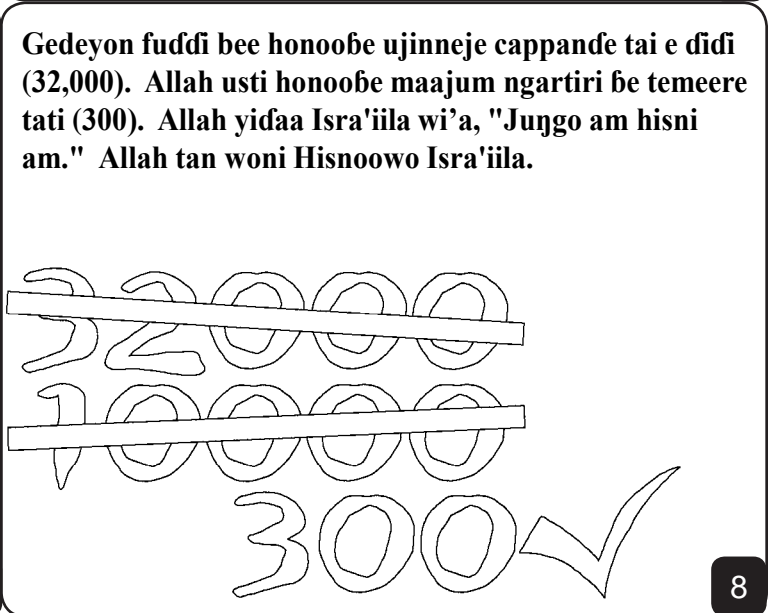 Gedeyon fuɗɗi bee honooɓe ujinneje cappanɗe tai e ɗiɗi
(32,000).  Allah usti honooɓe maajum ngartiri ɓe temeere
tati (300).  Allah yiɗaa Isra'iila wi’a, "Juŋgo am hisni
am."  Allah tan woni Hisnoowo Isra'iila.
32000
10000
300
8